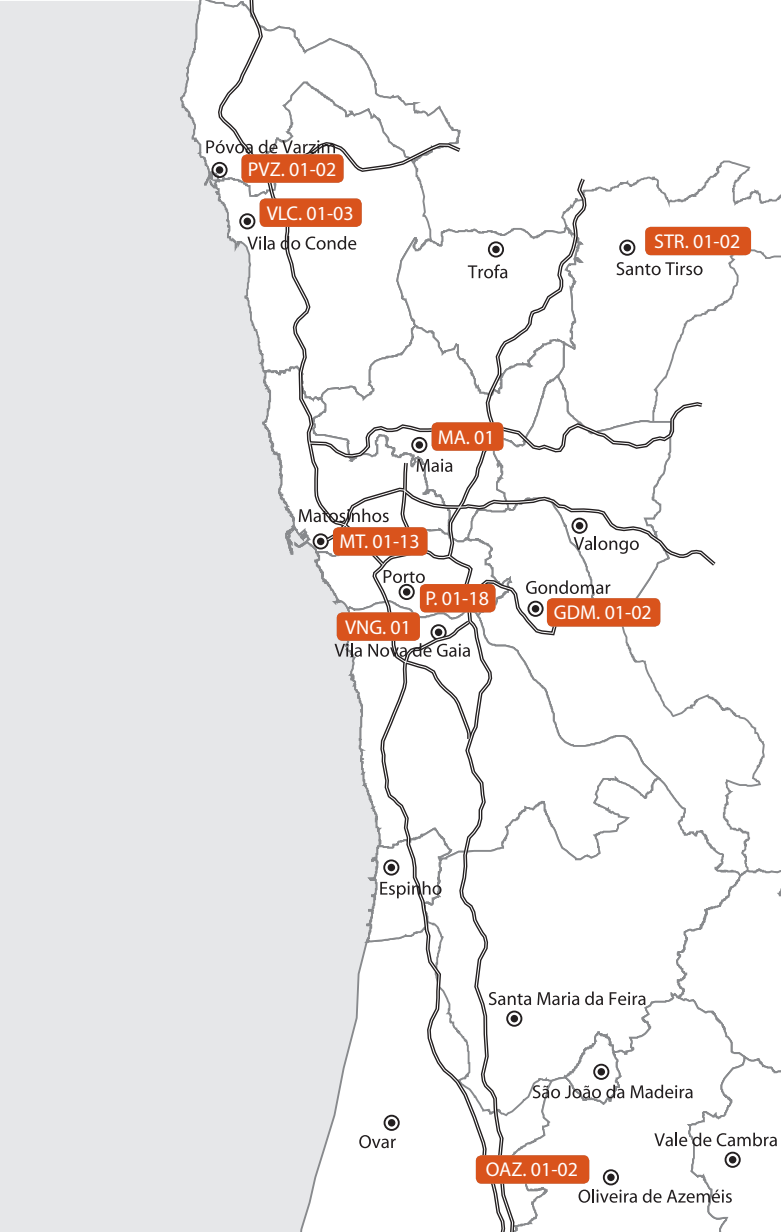 Póvoa de Varzim
PVZ. 01-02
VLC. 01-03
Vila do Conde
STR. 01-02
Trofa
Santo Tirso
MA. 01
Maia
Matosinhos
MT. 01-13
Valongo
Porto
P. 01-18
Gondomar
GDM. 01-02
VNG. 01
Vila Nova de Gaia
Espinho
Santa Maria da Feira
São João da Madeira
Ovar
Vale de Cambra
OAZ. 01-02
Oliveira de Azeméis